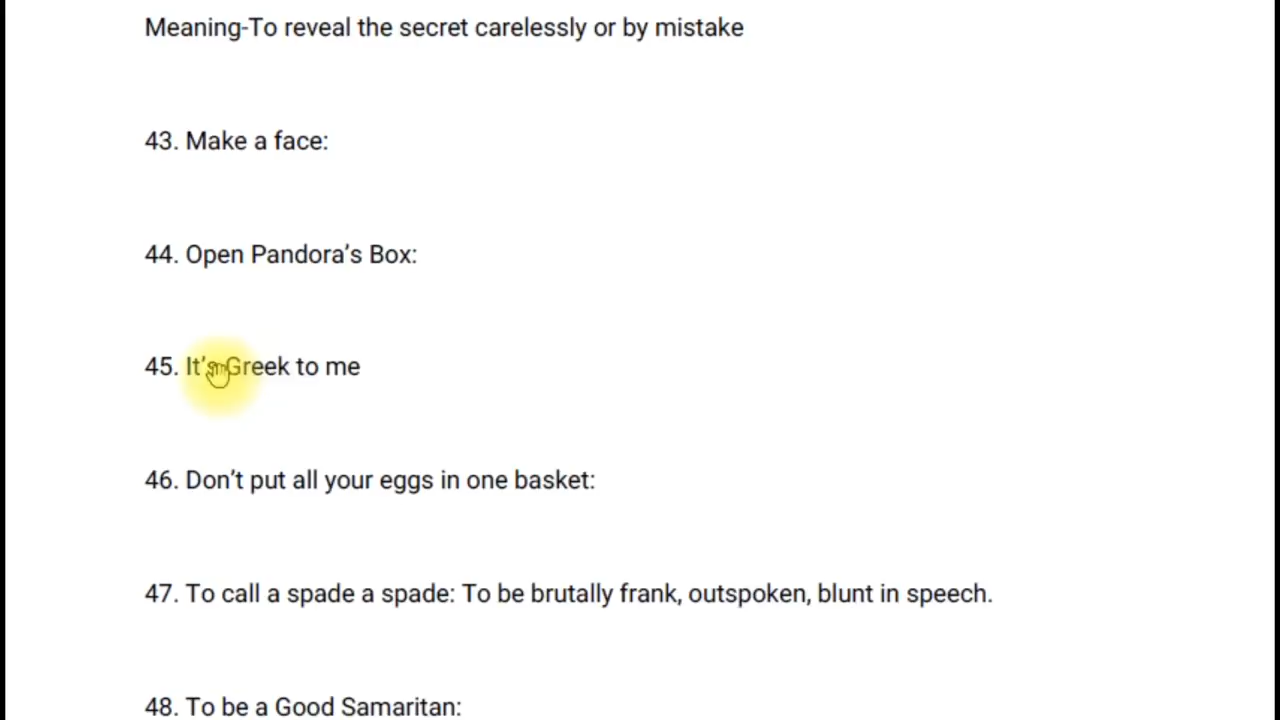 Meaning-To reveal the secret carelessly or by mistake
43. Make a face:
44. Open Pandora’s Box:
45. It’s Greek to me
46. Don’t put all your eggs in one basket:
47. To call a spade a spade: To be brutally frank, outspoken, blunt in speech.
48. To be a Good Samaritan: